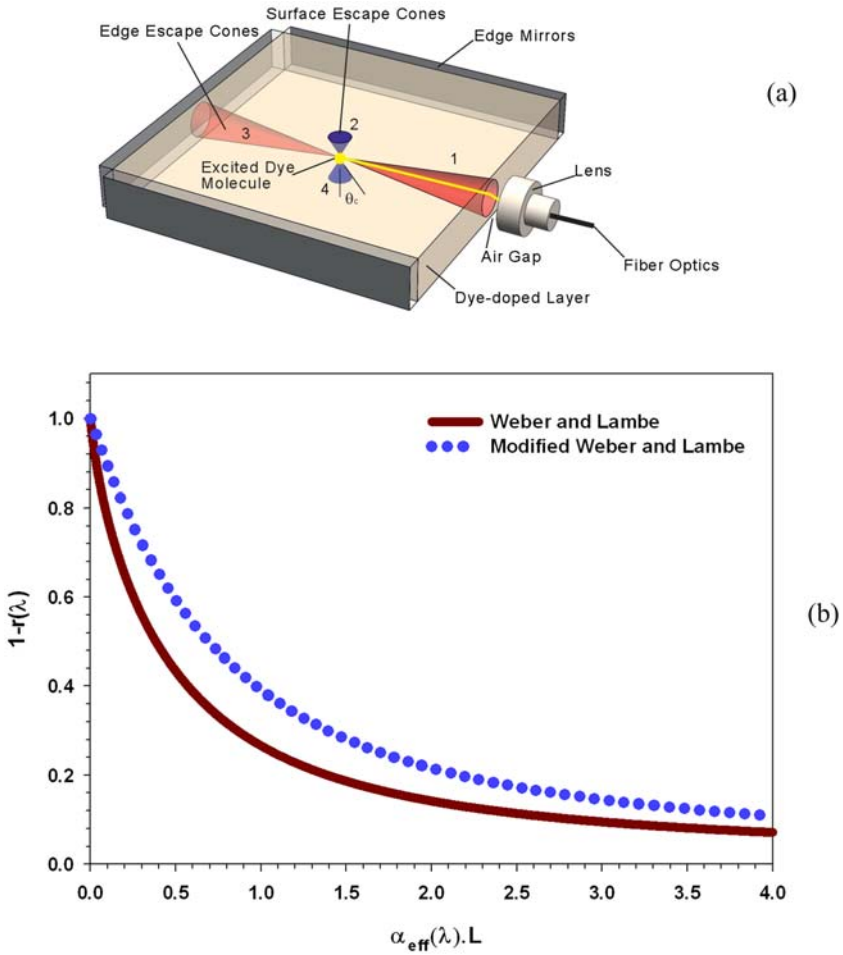 Surface Escape Cones
Edge Escape Cones
Edge Mirrors
(a)
2
3
1
Excited Dye
Molecule
4
θc
Lens
Air Gap
Fiber Optics
Dye-doped Layer
1.0
0.8
0.6
0.4
0.2
0.0
1-r(λ)
Weber and Lambe
Modified Weber and Lambe
(b)
0.0 0.5 1.0 1.5 2.0 2.5 3.0 3.5 4.0
αeff(λ).L